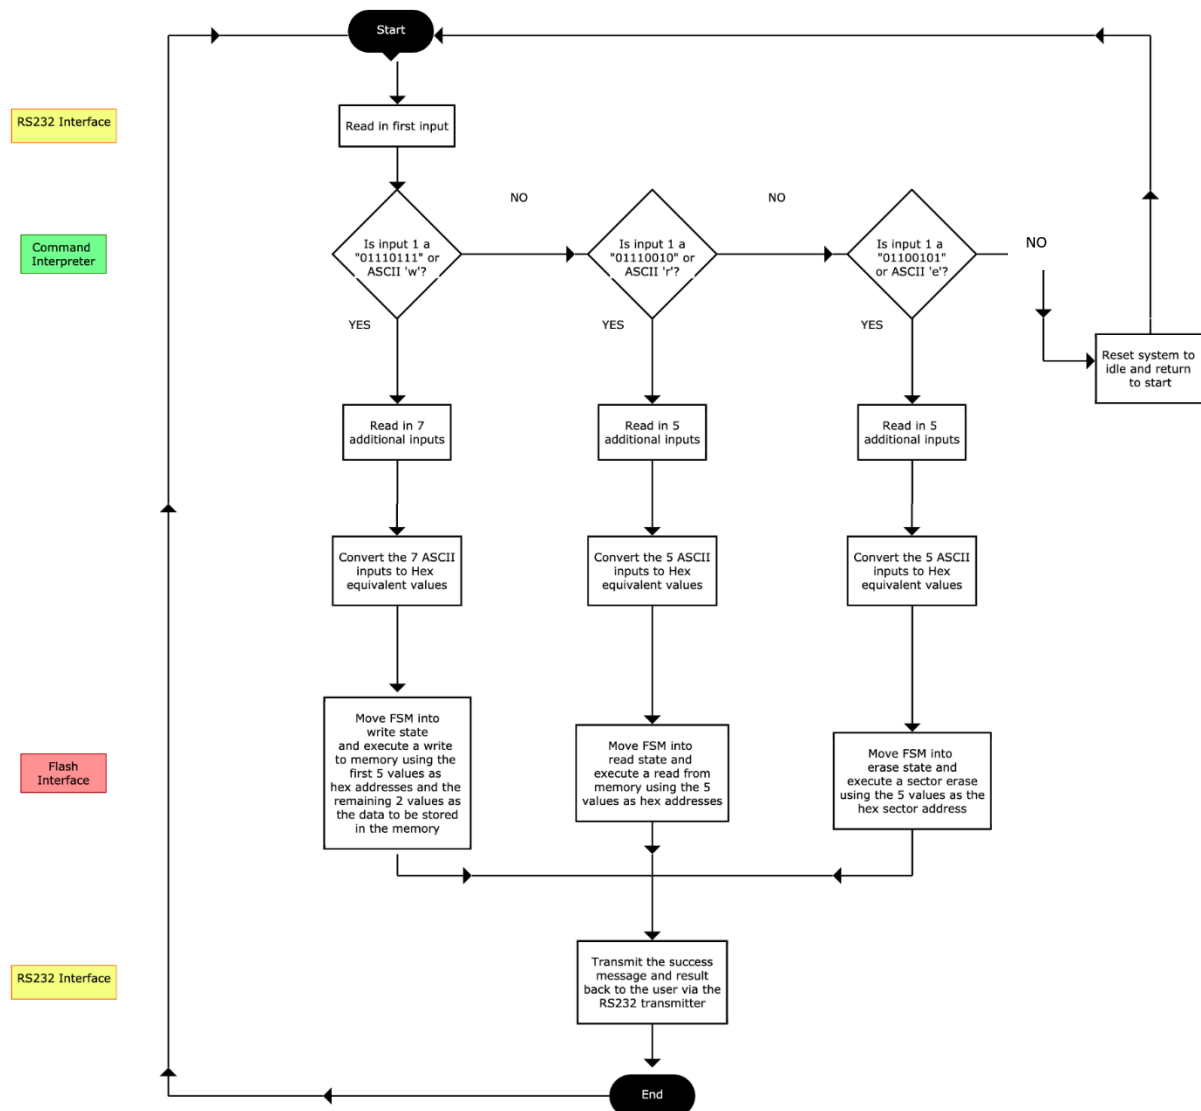 Start
RS232 Interface
Read in first input
NO
NO
Command
Interpreter
Is input 1 a
"01110111" or
ASCII 'w'?
Is input 1 a
"01110010" or
ASCII 'r'?
Is input 1 a
"01100101"
or ASCII 'e'?
NO
YES
YES
YES
Reset system to
idle and return
to start
Read in 7
additional inputs
Read in 5
additional inputs
Read in 5
additional inputs
Convert the 7 ASCII
inputs to Hex
equivalent values
Convert the 5 ASCII
inputs to Hex
equivalent values
Convert the 5 ASCII
inputs to Hex
equivalent values
Flash
Interface
Move FSM into
write state
and execute a write
to memory using the
first 5 values as
hex addresses and the
remaining 2 values as
the data to be stored
in the memory
Move FSM into
read state and
execute a read from
memory using the 5
values as hex addresses
Move FSM into
erase state and
execute a sector erase
using the 5 values as the
hex sector address
RS232 Interface
Transmit the success
message and result
back to the user via the
RS232 transmitter
End